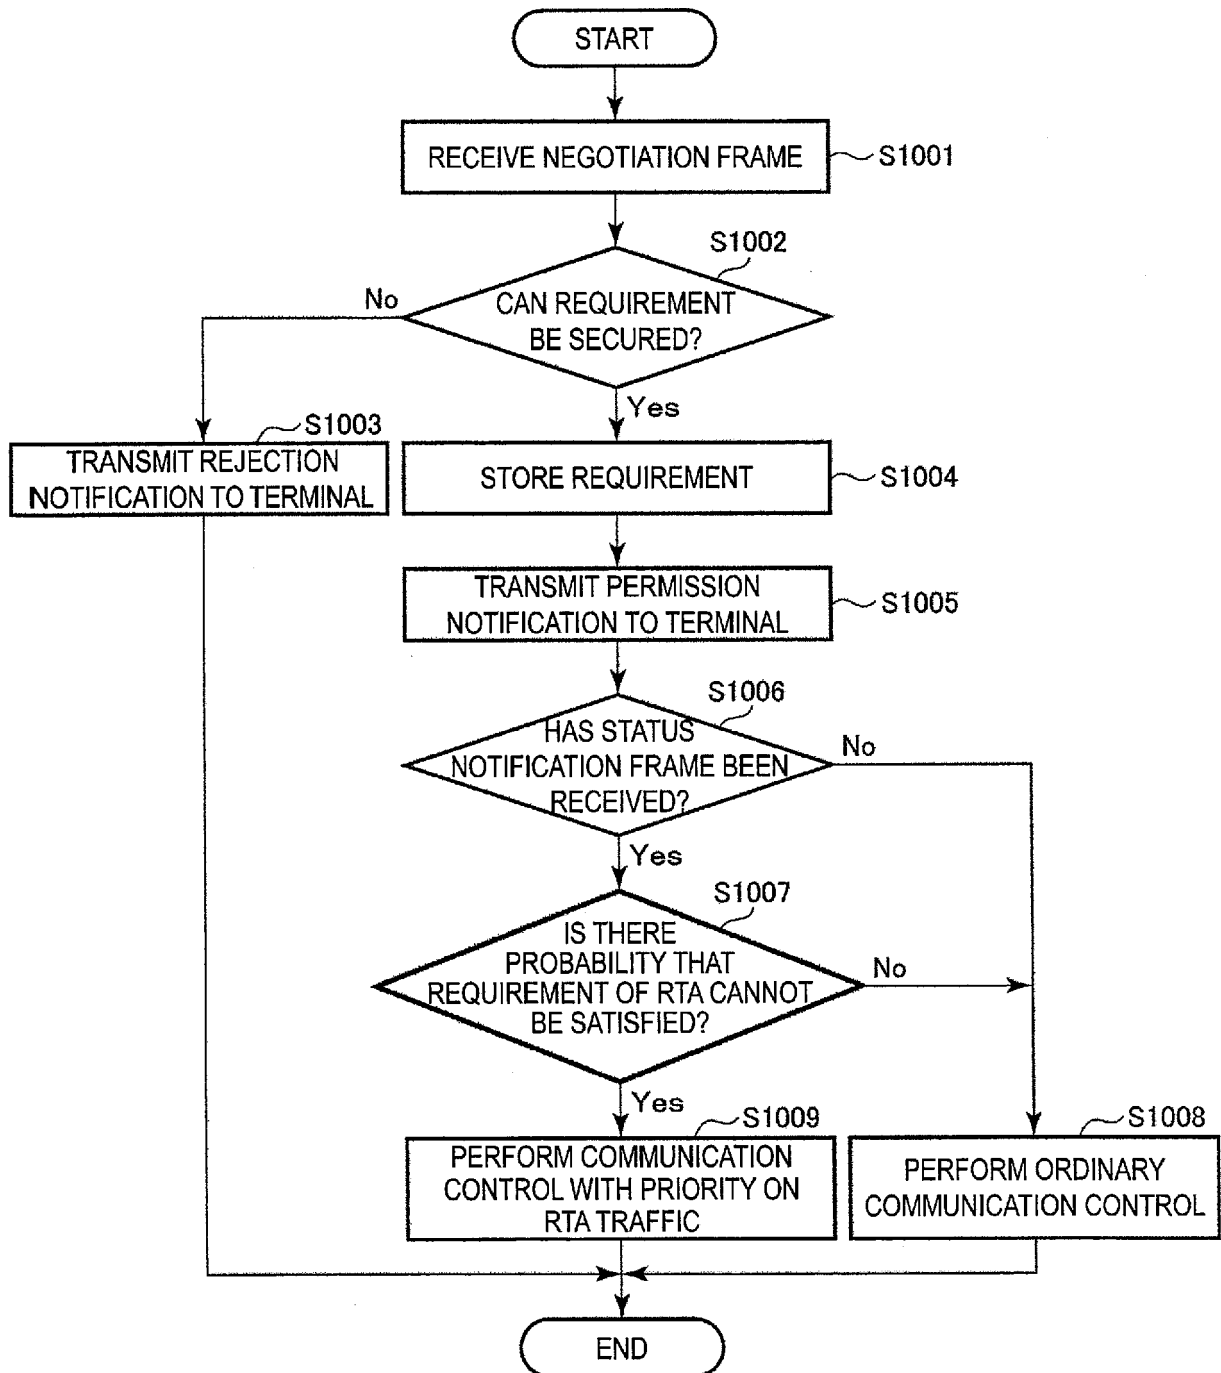 START
RECEIVE NEGOTIATION FRAME
S1001
S1002
No
CAN REQUIREMENT
BE SECURED?
Yes
S1003
TRANSMIT REJECTION
NOTIFICATION TO TERMINAL
STORE REQUIREMENT
S1004
TRANSMIT PERMISSION
NOTIFICATION TO TERMINAL
S1005
S1006
HAS STATUS
NOTIFICATION FRAME BEEN
RECEIVED?
No
Yes
S1007
IS THERE
PROBABILITY THAT
REQUIREMENT OF RTA CANNOT
BE SATISFIED?
No
Yes
S1009
PERFORM COMMUNICATION
CONTROL WITH PRIORITY ON
RTA TRAFFIC
S1008
PERFORM ORDINARY
COMMUNICATION CONTROL
END